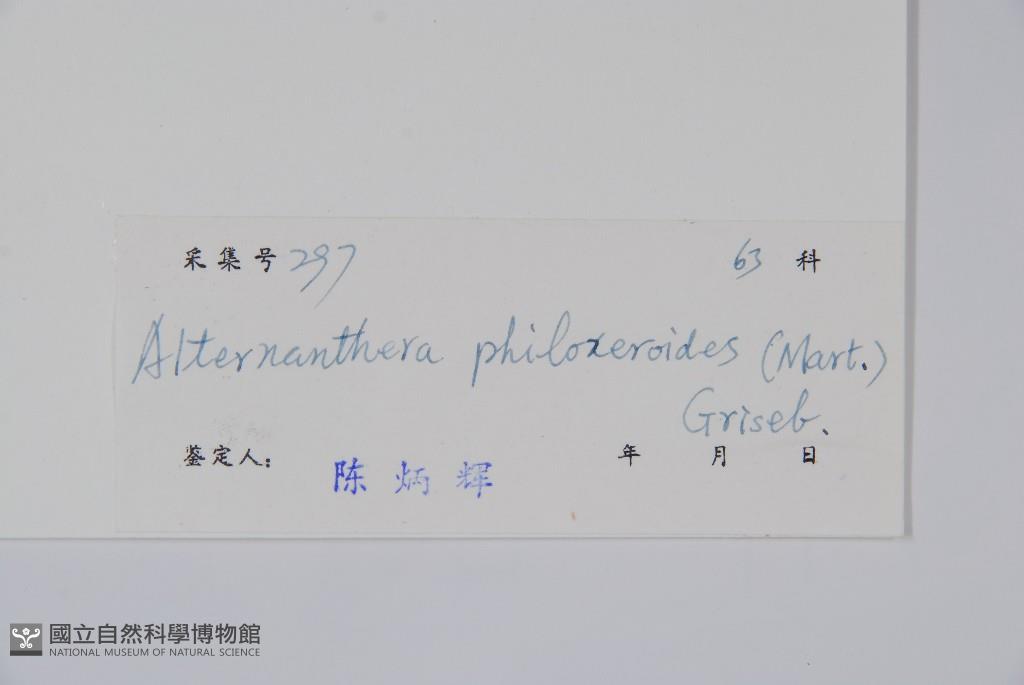 采集号 297 63 科
Alternanthera philoxeroides (Mart.)
Griseb.
鉴定人: 陈炳辉 年 月 日
國立自然科學博物館
NATIONAL MUSEUM OF NATURAL SCIENCE